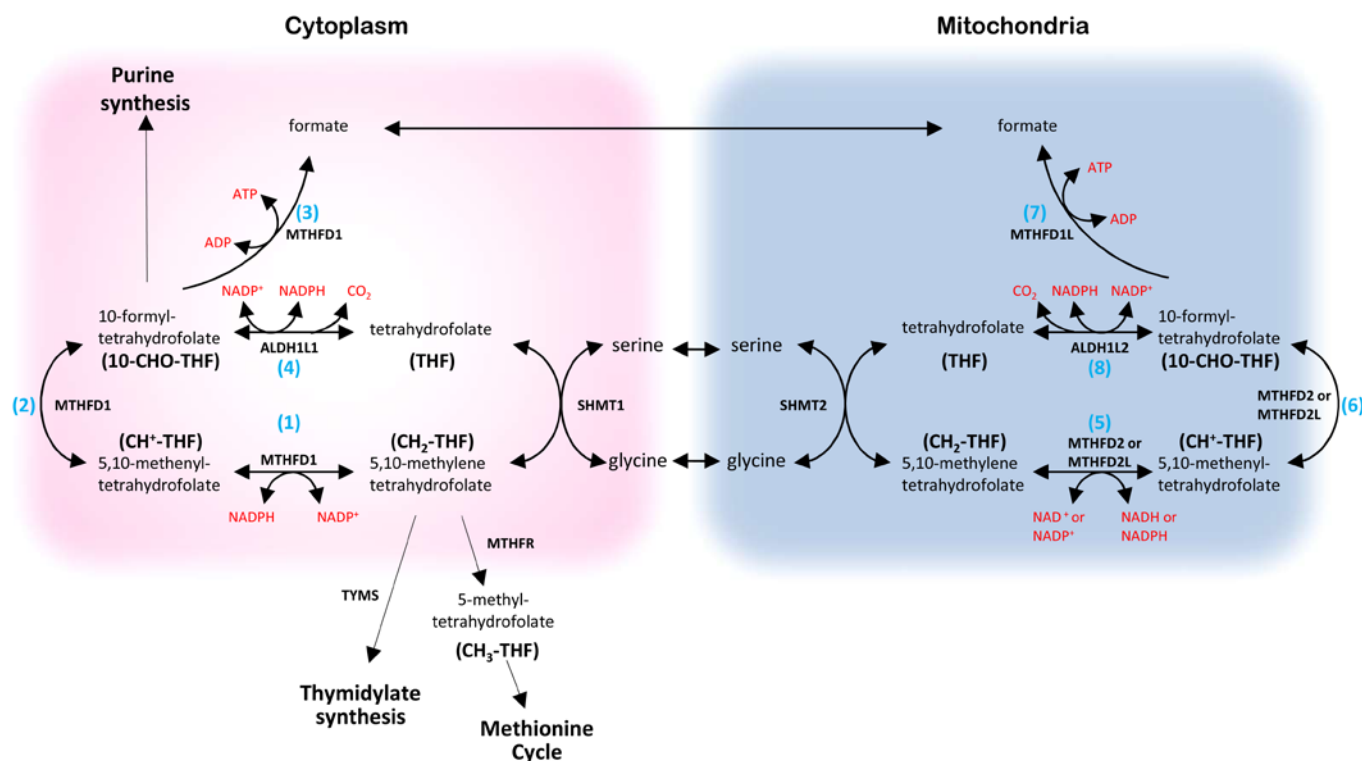 Cytoplasm
Mitochondria
Purine
synthesis
formate
formate
ATP
(3)
ADP
MTHFD1
ATP
(7)
ADP
MTHFD1L
NADP⁺ NADPH CO₂
10-formyl-
tetrahydrofolate
(10-CHO-THF)
ALDH1L1
(4)
tetrahydrofolate
(THF)
serine
serine
CO₂ NADPH NADP⁺
tetrahydrofolate
(THF)
ALDH1L2
(8)
10-formyl-
tetrahydrofolate
(10-CHO-THF)
(2)
MTHFD1
SHMT1
SHMT2
MTHFD2 or
MTHFD2L
(6)
(CH⁺-THF)
5,10-methenyl-
tetrahydrofolate
(1)
MTHFD1
NADPH NADP⁺
(CH₂-THF)
5,10-methylene
tetrahydrofolate
glycine
glycine
(CH₂-THF)
5,10-methylene
tetrahydrofolate
(5)
MTHFD2 or
MTHFD2L
NAD⁺ or
NADP⁺
NADH or
NADPH
(CH⁺-THF)
5,10-methenyl-
tetrahydrofolate
MTHFR
TYMS
5-methyl-
tetrahydrofolate
(CH₃-THF)
Thymidylate
synthesis
Methionine
Cycle